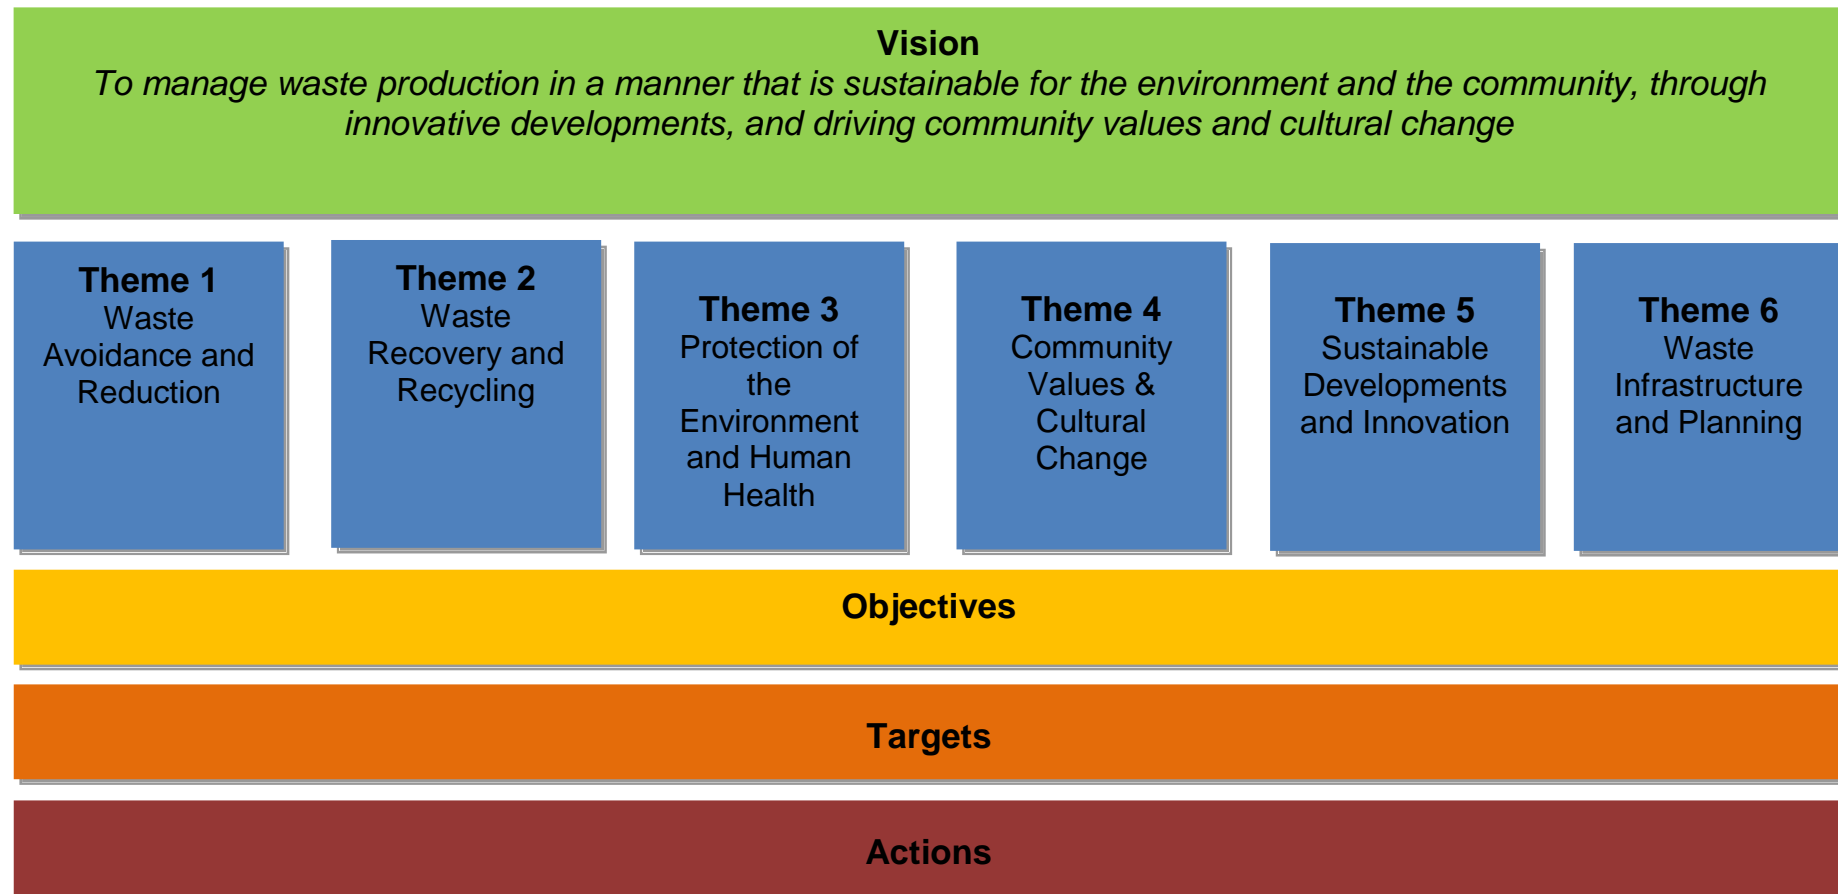 Vision
To manage waste production in a manner that is sustainable for the environment and the community, through
innovative developments, and driving community values and cultural change
Theme 1
Waste
Avoidance and
Reduction
Theme 2
Waste
Recovery and
Recycling
Theme 3
Protection of
the
Environment
and Human
Health
Theme 4
Community
Values &
Cultural
Change
Theme 5
Sustainable
Developments
and Innovation
Theme 6
Waste
Infrastructure
and Planning
Objectives
Targets
Actions